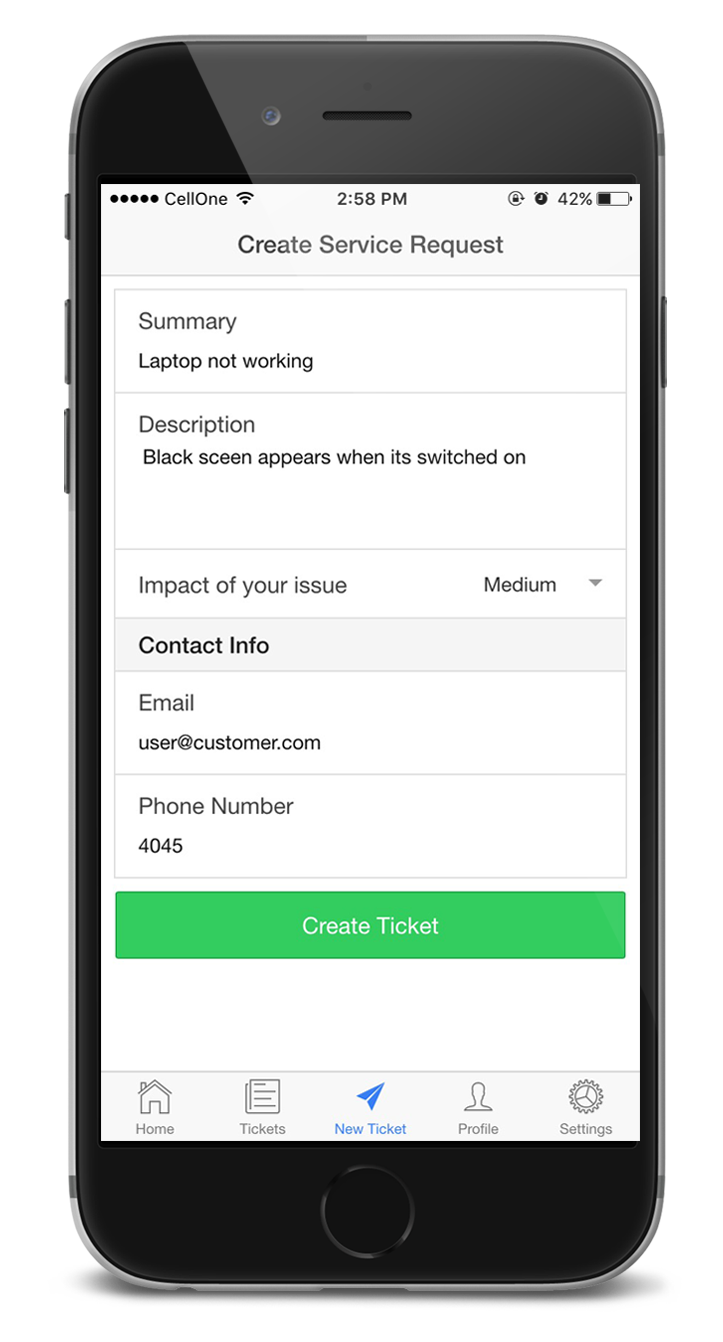 CellOne 2:58 PM 42%
Create Service Request
Summary
Laptop not working
Description
Black sceen appears when its switched on
Impact of your issue Medium
Contact Info
Email
user@customer.com
Phone Number
4045
Create Ticket
Home Tickets New Ticket Profile Settings